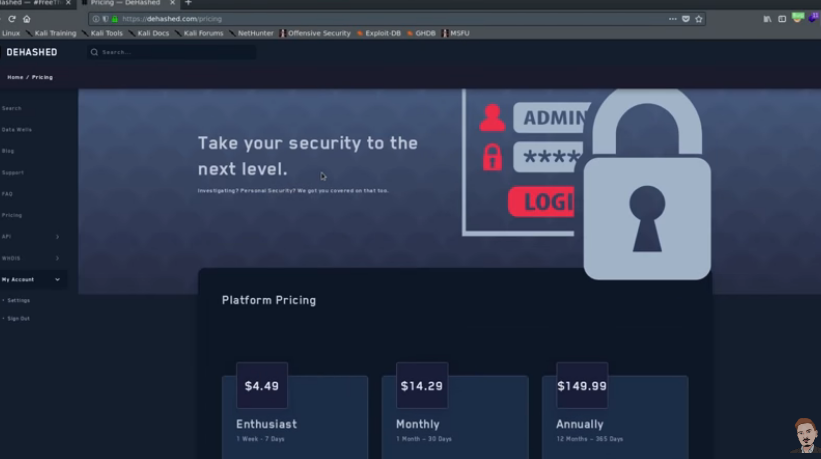 Pricing — DeHashed
https://dehashed.com/pricing
Linux Kali Training Kali Tools Kali Docs Kali Forums NetHunter Offensive Security Exploit-DB GHDB MSFU
DEHASHED
Search...
Home / Pricing
Search
Data Wells
Blog
Support
FAQ
Pricing
API
WHOIS
My Account
Settings
Sign Out
Take your security to the
next level.
Investigating? Personal Security? We got you covered on that too.
ADMIN
****
LOGI
Platform Pricing
$4.49
Enthusiast
1 Week - 7 Days
$14.29
Monthly
1 Month - 30 Days
$149.99
Annually
12 Months - 365 Days